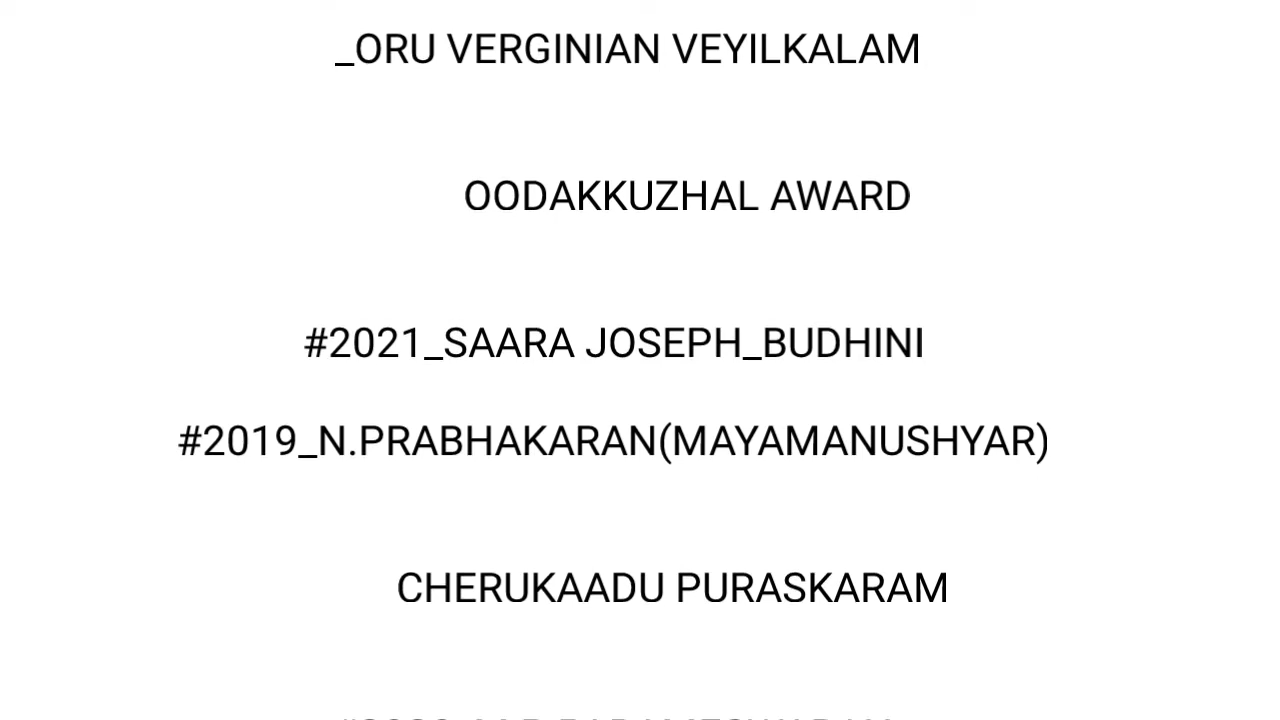 _ORU VERGINIAN VEYILKALAM
OODAKKUZHAL AWARD
#2021_SAARA JOSEPH_BUDHINI
#2019_N.PRABHAKARAN(MAYAMANUSHYAR)
CHERUKAADU PURASKARAM